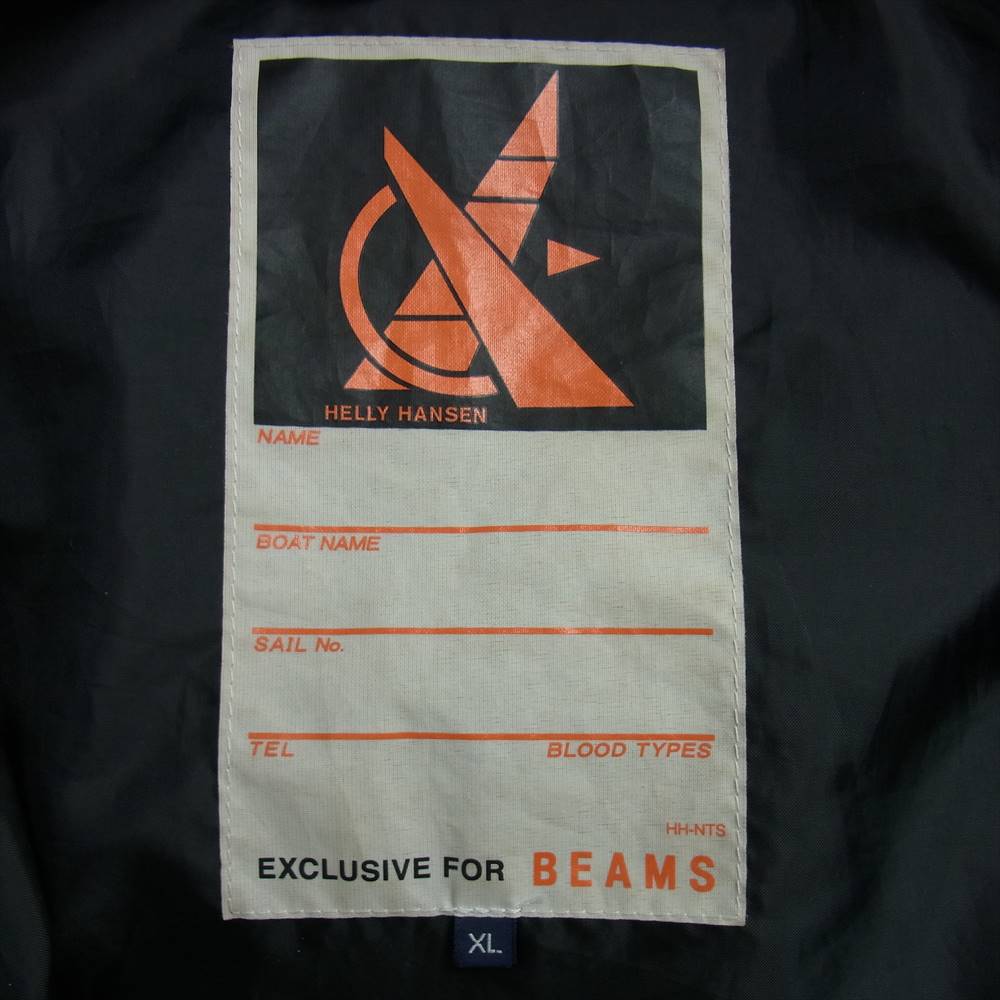 HELLY HANSEN
NAME
BOAT NAME
SAIL No.
TEL BLOOD TYPES
HH-NTS
EXCLUSIVE FOR BEAMS
XL